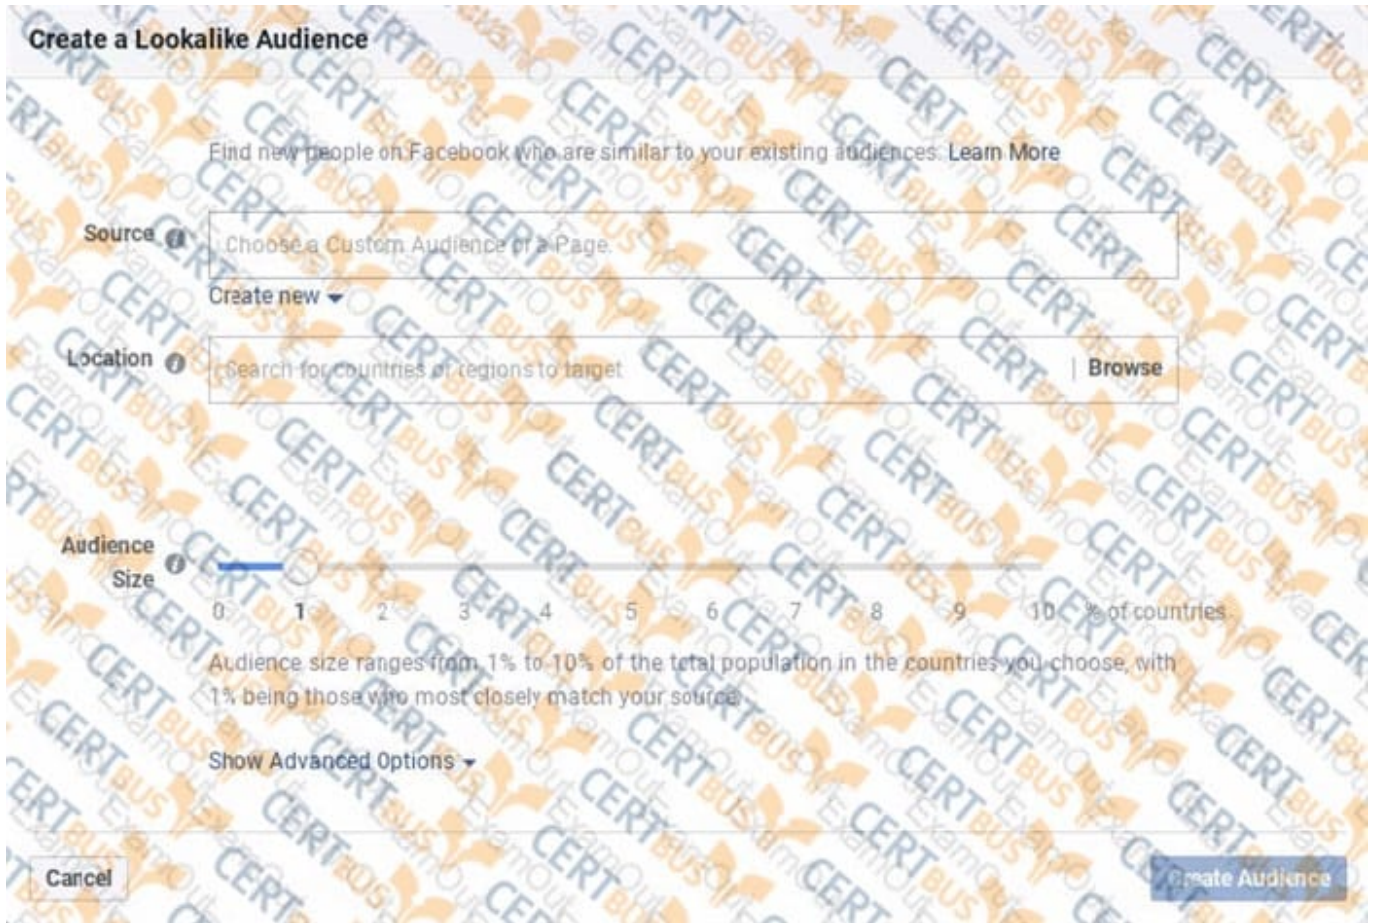 Create a Lookalike Audience
Find new people on Facebook who are similar to your existing audiences. Learn More
Source
Choose a Custom Audience or a Page.
Create new
Location
Search for countries or regions to target
Browse
Audience
Size
0 1 2 3 4 5 6 7 8 9 10 % of countries
Audience size ranges from 1% to 10% of the total population in the countries you choose, with
1% being those who most closely match your source.
Show Advanced Options
Cancel
Create Audience
CERTBUS